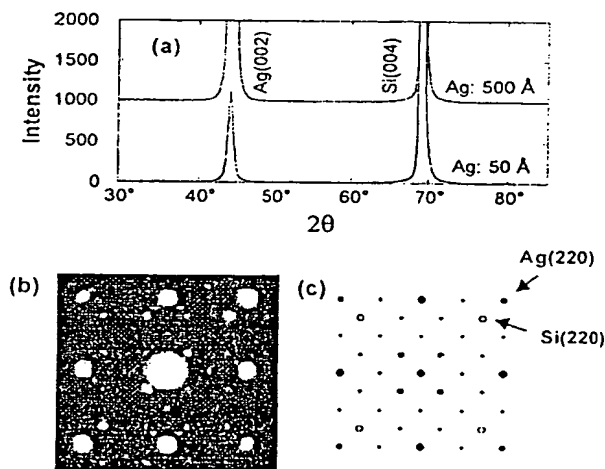 (a)
Intensity
2000
1500
1000
500
0
Ag(002)
Si(004)
Ag: 500 Å
Ag: 50 Å
30° 40° 50° 60° 70° 80°
2θ
(b)
(c)
Ag(220)
Si(220)